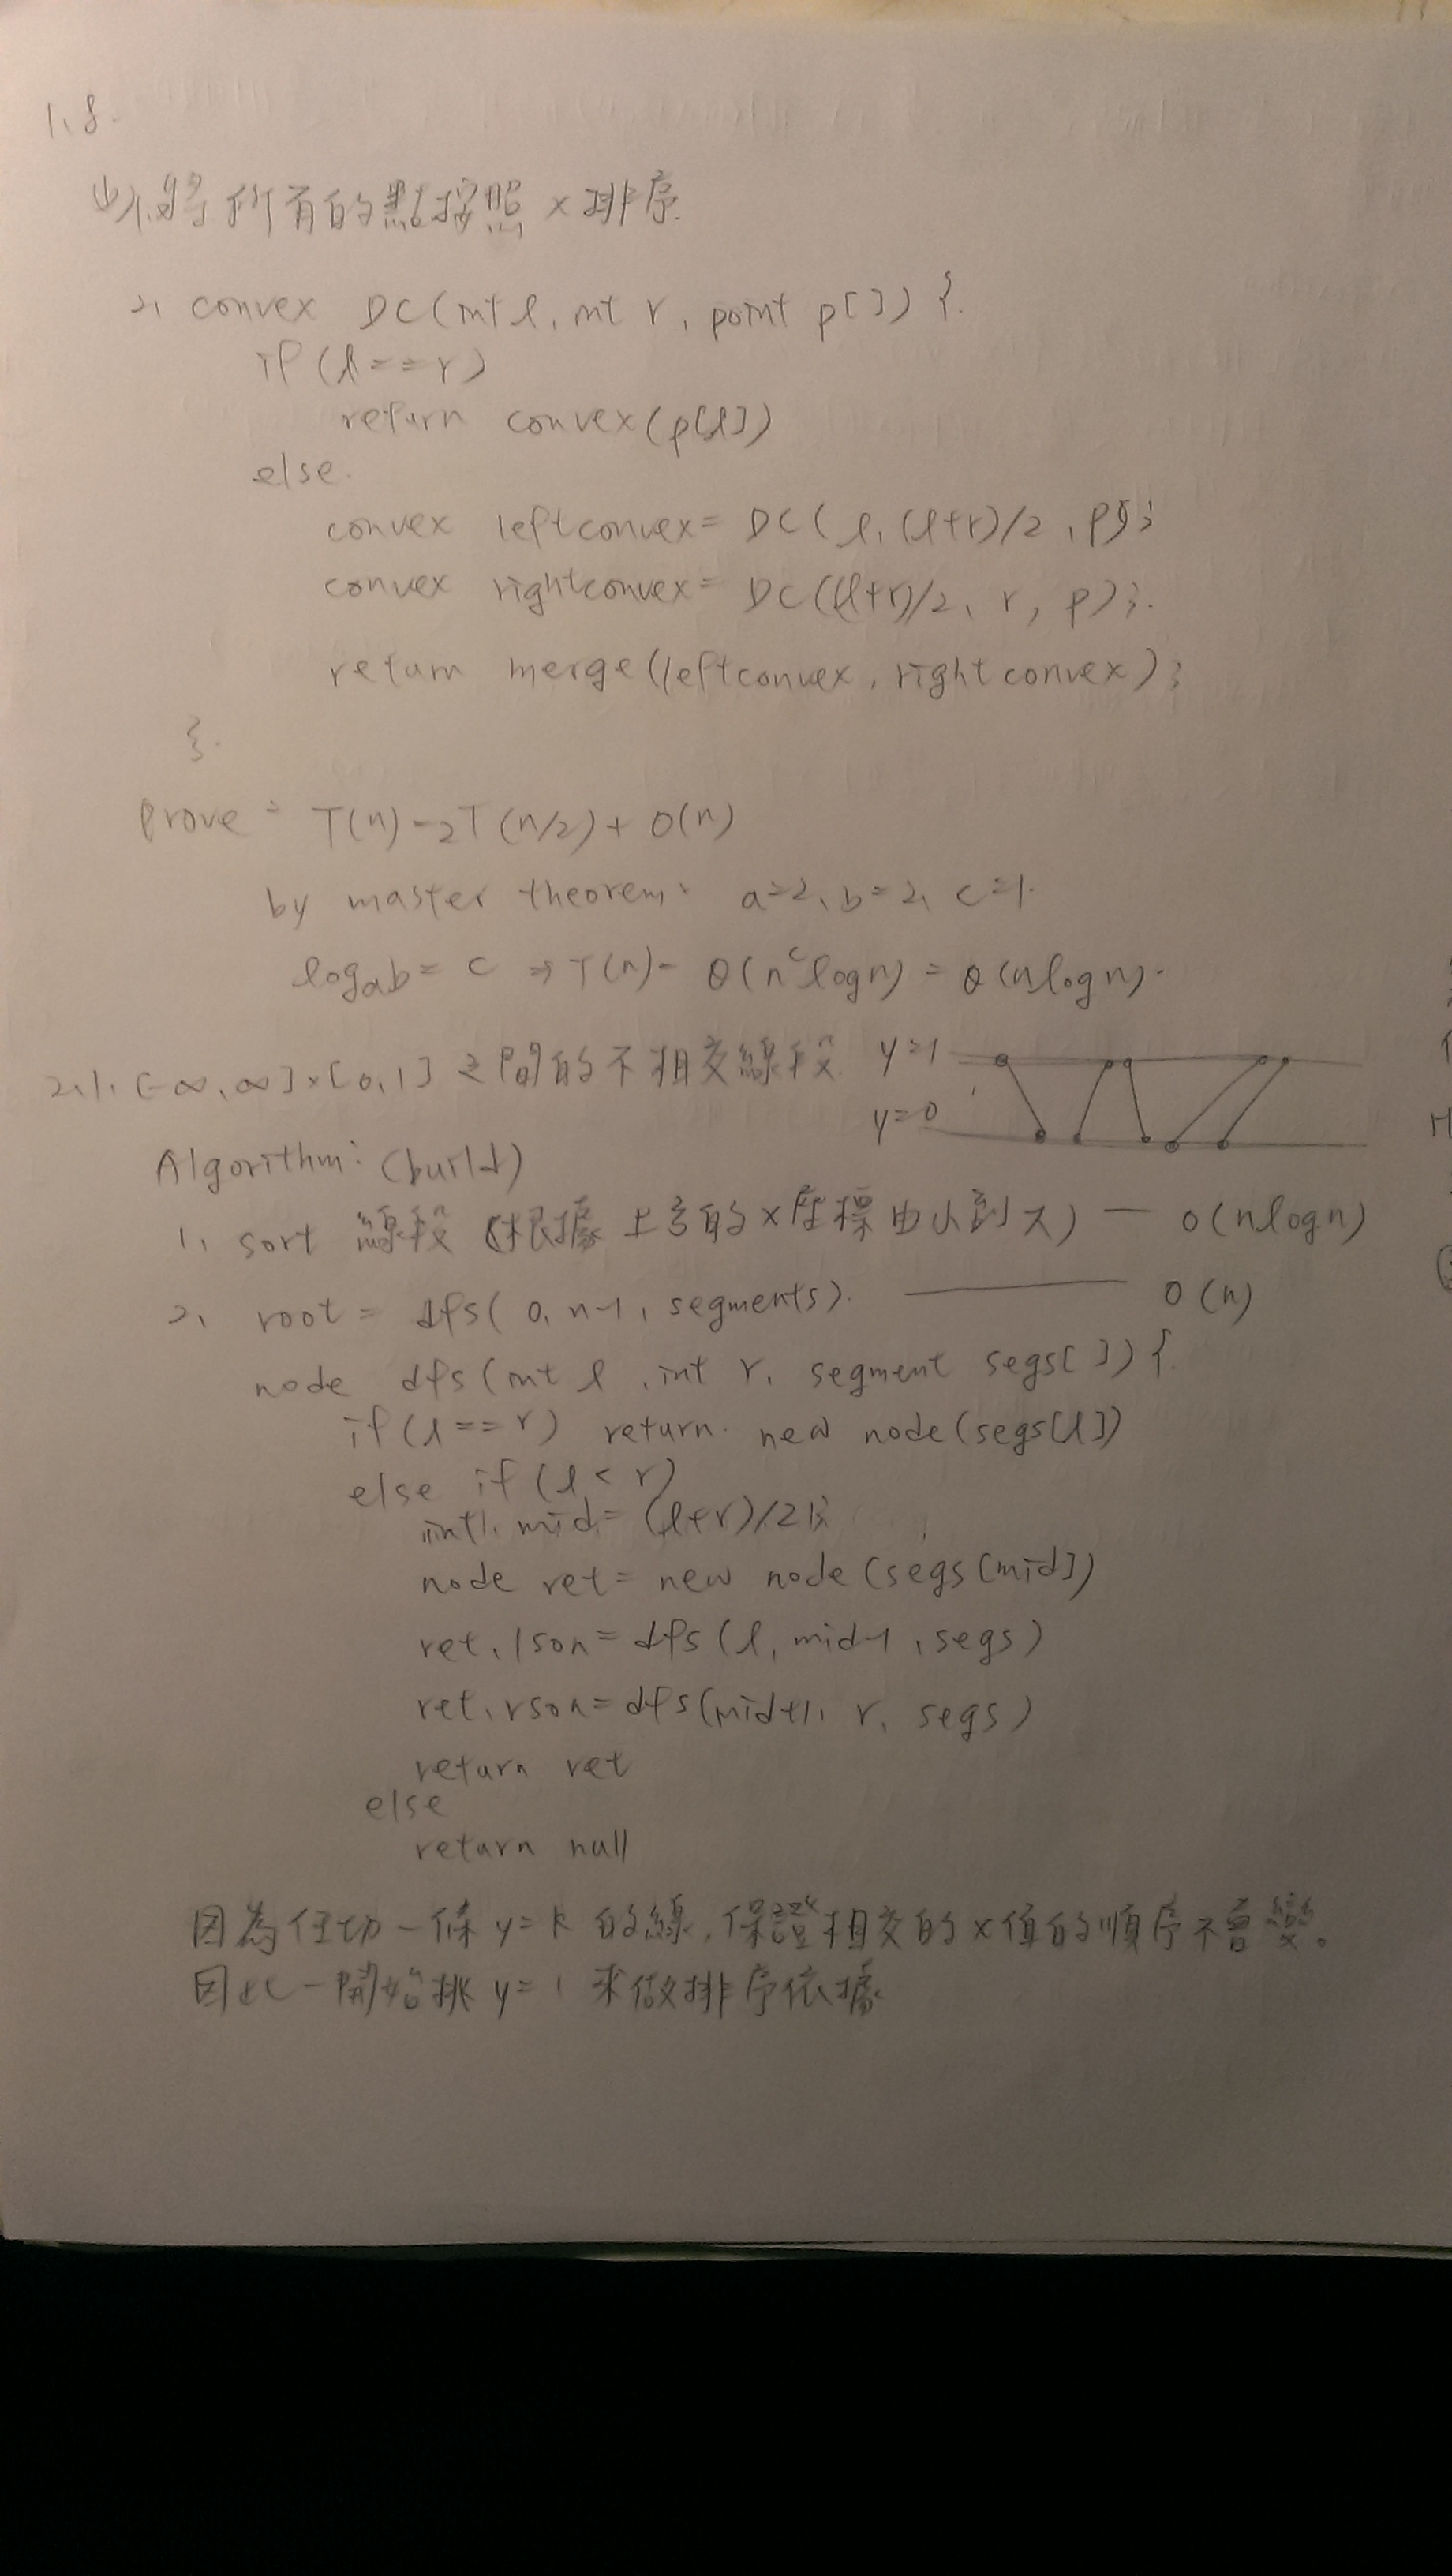 1.8.
(1) 1. 將所有的點按照 x 排序.
2. convex DC(int l, int r, point p[]) {
if (l==r)
return convex(p[l])
else
convex leftconvex = DC(l, (l+r)/2, p);
convex rightconvex = DC((l+r)/2, r, p);
return merge(leftconvex, rightconvex);
}
prove: T(n) = 2T(n/2) + O(n)
by master theorem: a=2, b=2, c=1.
log a b = c ⇒ T(n) = θ(n^c log n) = θ(n log n).
2.1. [-∞, ∞] × [0, 1] 之間的不相交線段 y=1
y=0
Algorithm: (build)
1. sort 線段 (根據上方的 x 座標由小到大) — O(nlogn)
2. root = dfs(0, n-1, segments). —— O(n)
node dfs(int l, int r, segment segs[]) {
if (l==r) return new node(segs[l])
else if (l<r)
int mid = (l+r)/2;
node ret = new node(segs[mid])
ret.lson = dfs(l, mid-1, segs)
ret.rson = dfs(mid+1, r, segs)
return ret
else
return null
因為任切一條 y=k 的線, 保證相交的 x 值的順序不會變。
因此一開始挑 y=1 來做排序依據